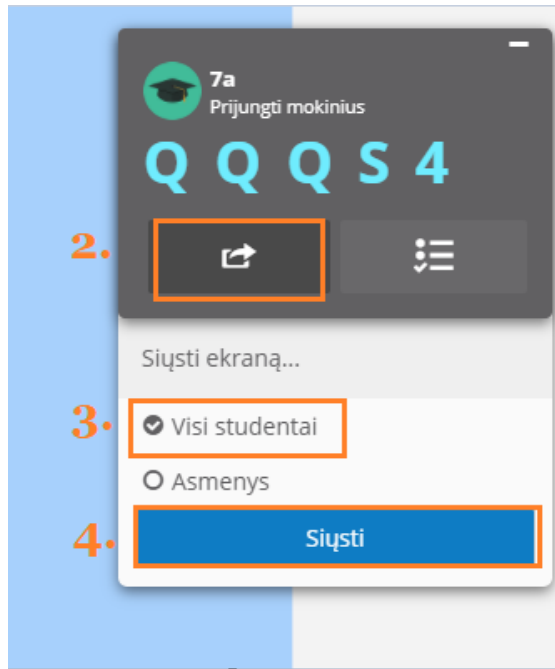 7a
Prijungti mokinius
Q Q Q S 4
2.
Siųsti ekraną...
3. Visi studentai
Asmenys
4. Siųsti